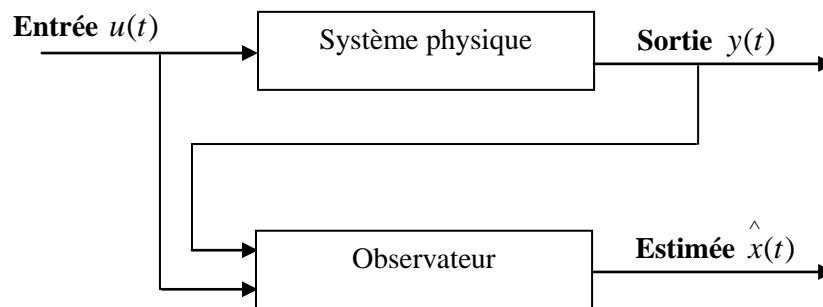 Entrée u(t)
Système physique
Sortie y(t)
Observateur
Estimée x̂(t)